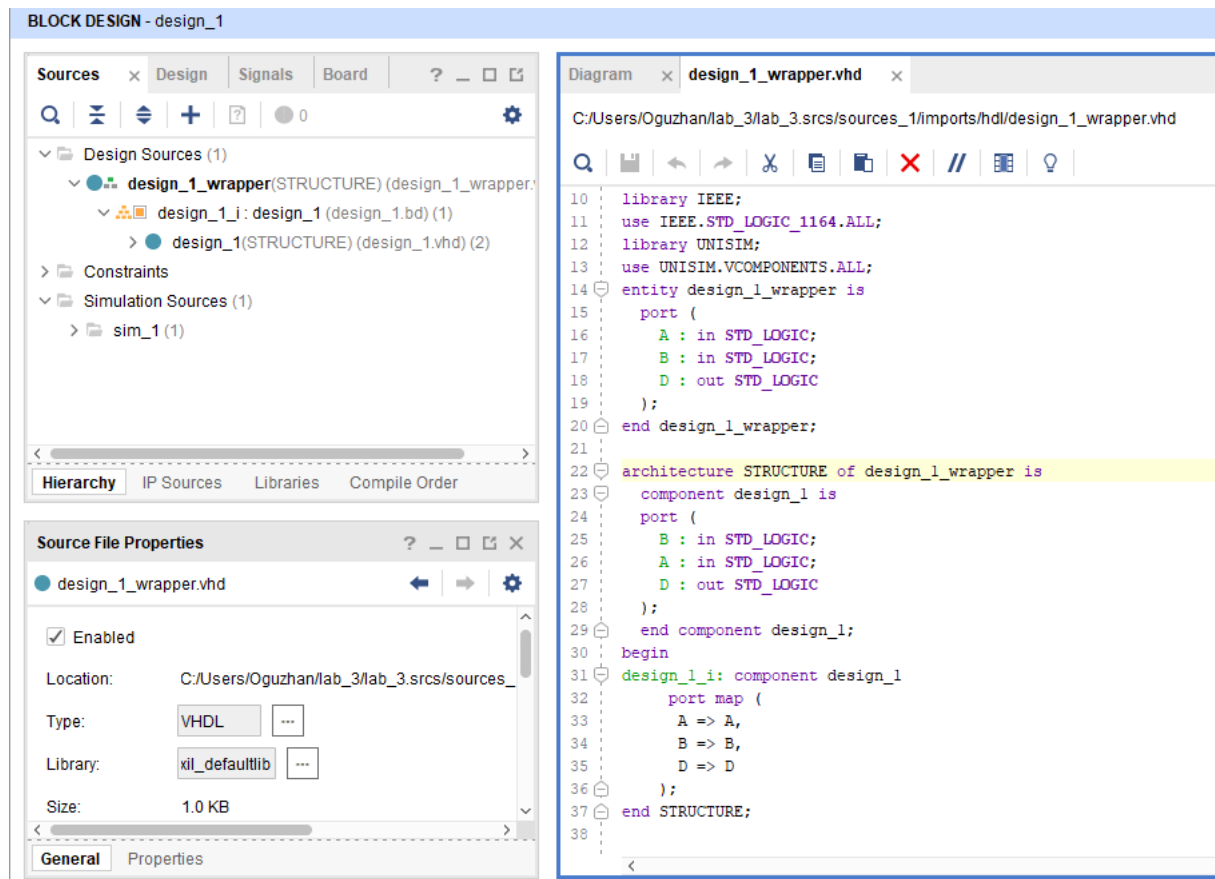 BLOCK DESIGN - design_1
Sources × Design Signals Board ? _
0
Design Sources (1)
design_1_wrapper(STRUCTURE) (design_1_wrapper.
design_1_i : design_1 (design_1.bd) (1)
design_1(STRUCTURE) (design_1.vhd) (2)
Constraints
Simulation Sources (1)
sim_1 (1)
Hierarchy IP Sources Libraries Compile Order
Source File Properties ? _ ×
design_1_wrapper.vhd
Enabled
Location: C:/Users/Oguzhan/lab_3/lab_3.srcs/sources_
Type: VHDL ...
Library: xil_defaultlib ...
Size: 1.0 KB
General Properties
Diagram × design_1_wrapper.vhd ×
C:/Users/Oguzhan/lab_3/lab_3.srcs/sources_1/imports/hdl/design_1_wrapper.vhd
10 library IEEE;
11 use IEEE.STD_LOGIC_1164.ALL;
12 library UNISIM;
13 use UNISIM.VCOMPONENTS.ALL;
14 entity design_1_wrapper is
15 port (
16 A : in STD_LOGIC;
17 B : in STD_LOGIC;
18 D : out STD_LOGIC
19 );
20 end design_1_wrapper;
21
22 architecture STRUCTURE of design_1_wrapper is
23 component design_1 is
24 port (
25 B : in STD_LOGIC;
26 A : in STD_LOGIC;
27 D : out STD_LOGIC
28 );
29 end component design_1;
30 begin
31 design_1_i: component design_1
32 port map (
33 A => A,
34 B => B,
35 D => D
36 );
37 end STRUCTURE;
38